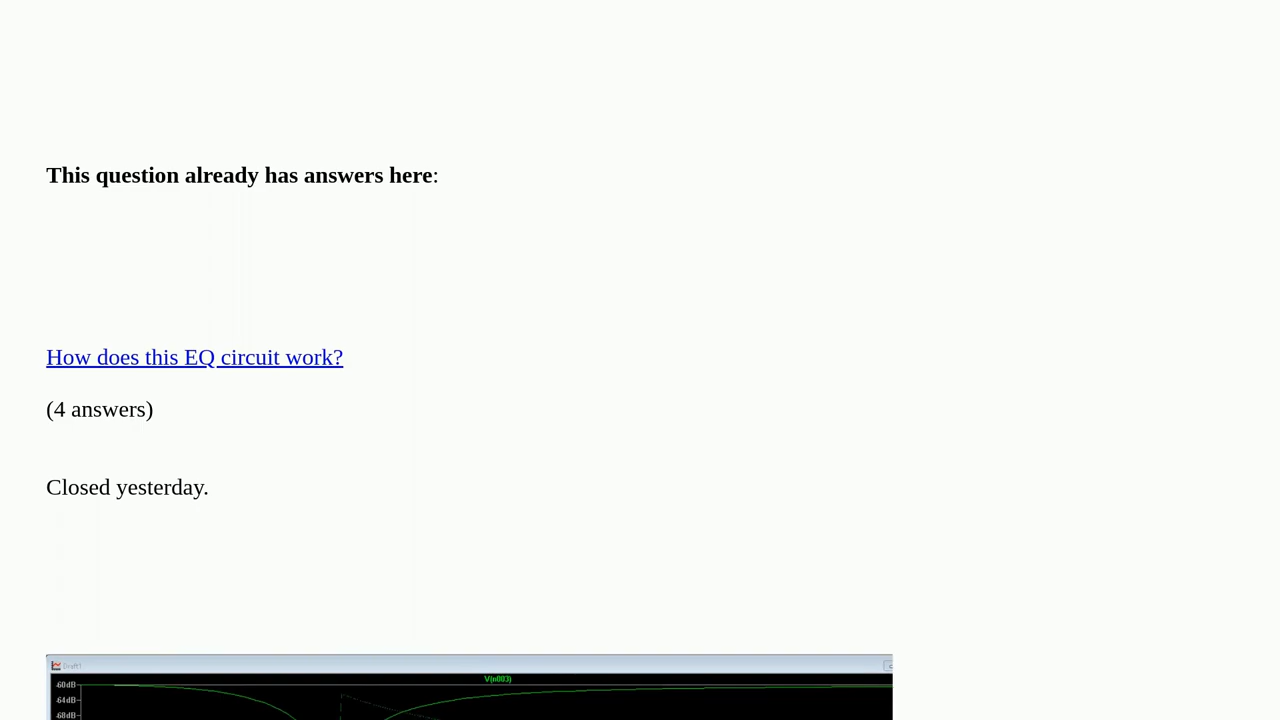 This question already has answers here:
How does this EQ circuit work?
(4 answers)
Closed yesterday.
Draft1
V(n003)
-60dB
-64dB
-68dB